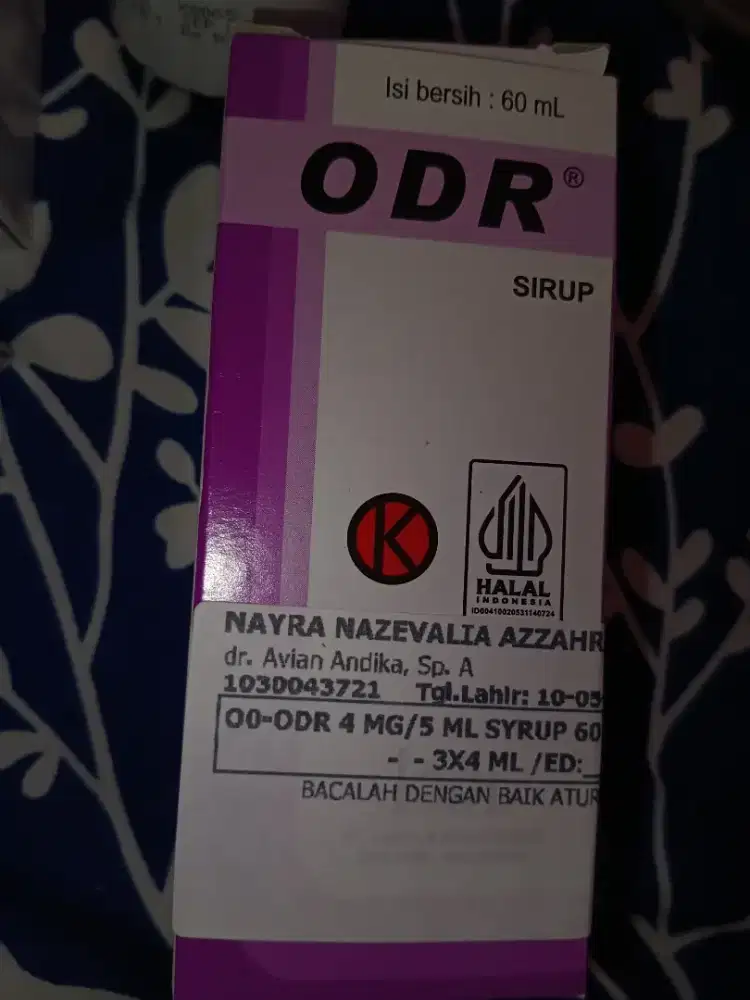 Isi bersih : 60 mL
ODR®
SIRUP
K
HALAL
INDONESIA
ID00410020531140724
NAYRA NAZEVALIA AZZAHR
dr. Avian Andika, Sp. A
1030043721 Tgl.Lahir: 10-05
O0-ODR 4 MG/5 ML SYRUP 60
- - 3X4 ML /ED:_
BACALAH DENGAN BAIK ATUR